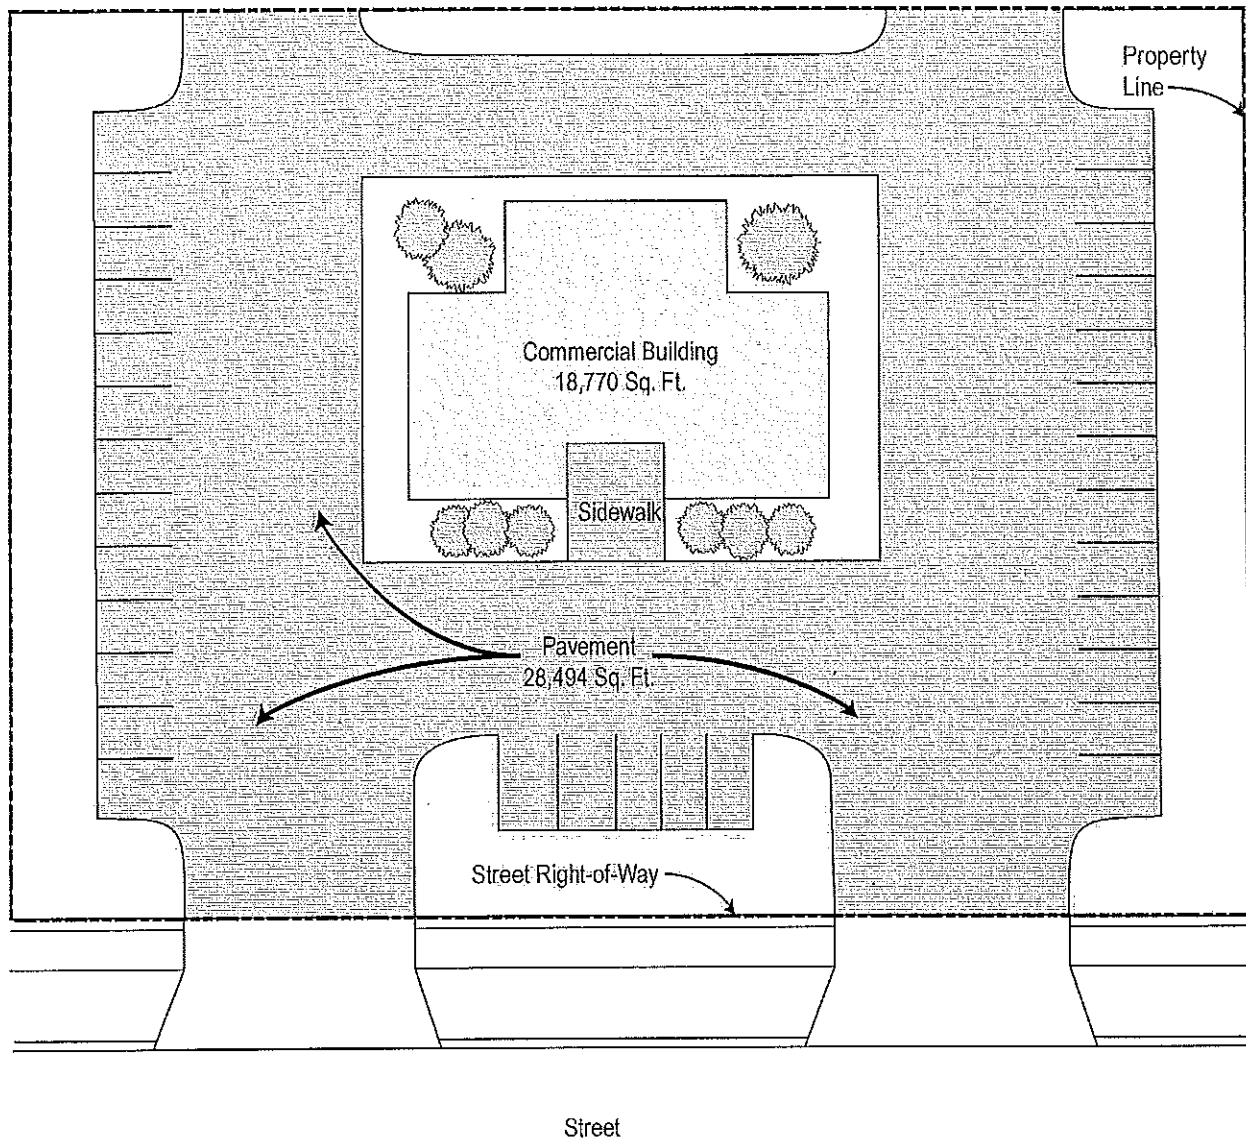 Property
Line
Commercial Building
18,770 Sq. Ft.
Sidewalk
Pavement
28,494 Sq. Ft.
Street Right-of-Way
Street